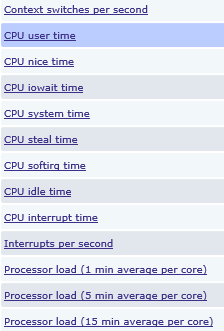 Context switches per second
CPU user time
CPU nice time
CPU iowait time
CPU system time
CPU steal time
CPU softirq time
CPU idle time
CPU interrupt time
Interrupts per second
Processor load (1 min average per core)
Processor load (5 min average per core)
Processor load (15 min average per core)